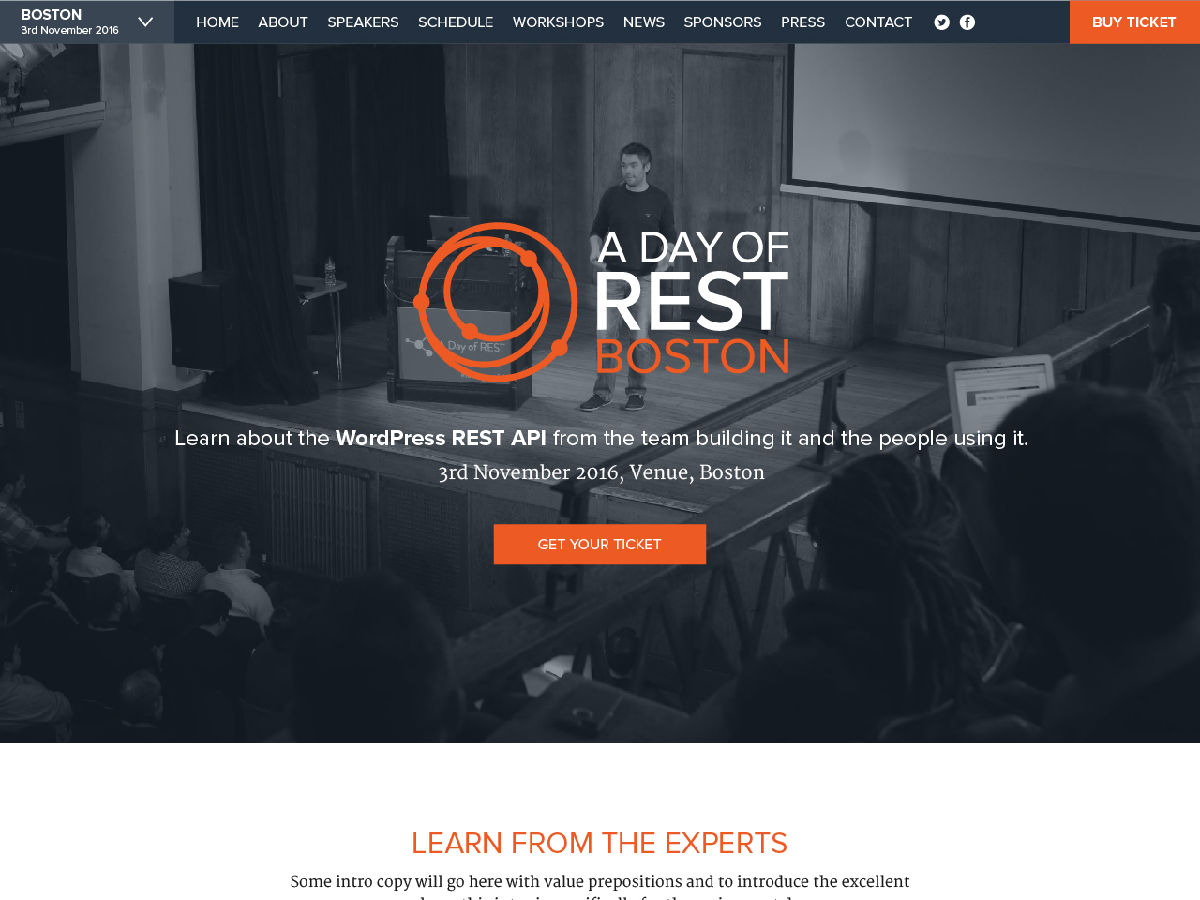 BOSTON
3rd November 2016
HOME ABOUT SPEAKERS SCHEDULE WORKSHOPS NEWS SPONSORS PRESS CONTACT
BUY TICKET
A DAY OF
REST
BOSTON
A Day of REST
Learn about the WordPress REST API from the team building it and the people using it.
3rd November 2016, Venue, Boston
GET YOUR TICKET
LEARN FROM THE EXPERTS
Some intro copy will go here with value prepositions and to introduce the excellent